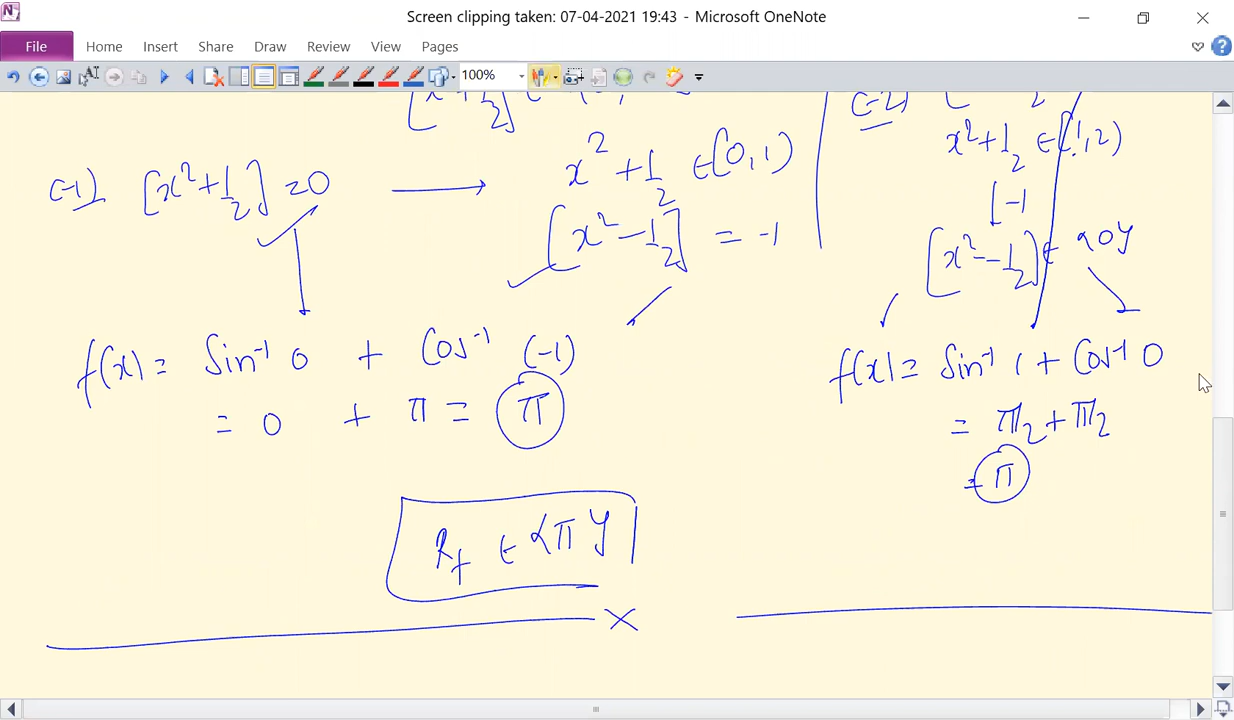 Screen clipping taken: 07-04-2021 19:43 - Microsoft OneNote
File Home Insert Share Draw Review View Pages
100%
C-1) [x²+1/2] = 0 → x²+1/2 ∈ [0,1)
[x²-1/2] = -1
f(x) = Sin⁻¹ 0 + Cos⁻¹ (-1)
= 0 + π = π
C-2)
x²+1/2 ∈ [1,2)
[-1
[x²-1/2] ∈ {0}
f(x) = Sin⁻¹ 1 + Cos⁻¹ 0
= π/2 + π/2
= π
R_f ∈ {π}